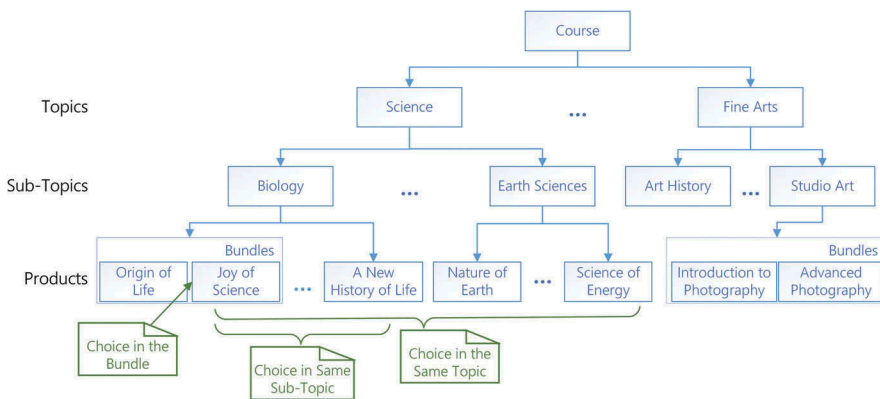 Course
Topics
Science
...
Fine Arts
Sub-Topics
Biology
...
Earth Sciences
Art History
...
Studio Art
Products
Bundles
Origin of
Life
Joy of
Science
...
A New
History of Life
Nature of
Earth
...
Science of
Energy
Bundles
Introduction to
Photography
Advanced
Photography
Choice in the
Bundle
Choice in Same
Sub-Topic
Choice in the
Same Topic